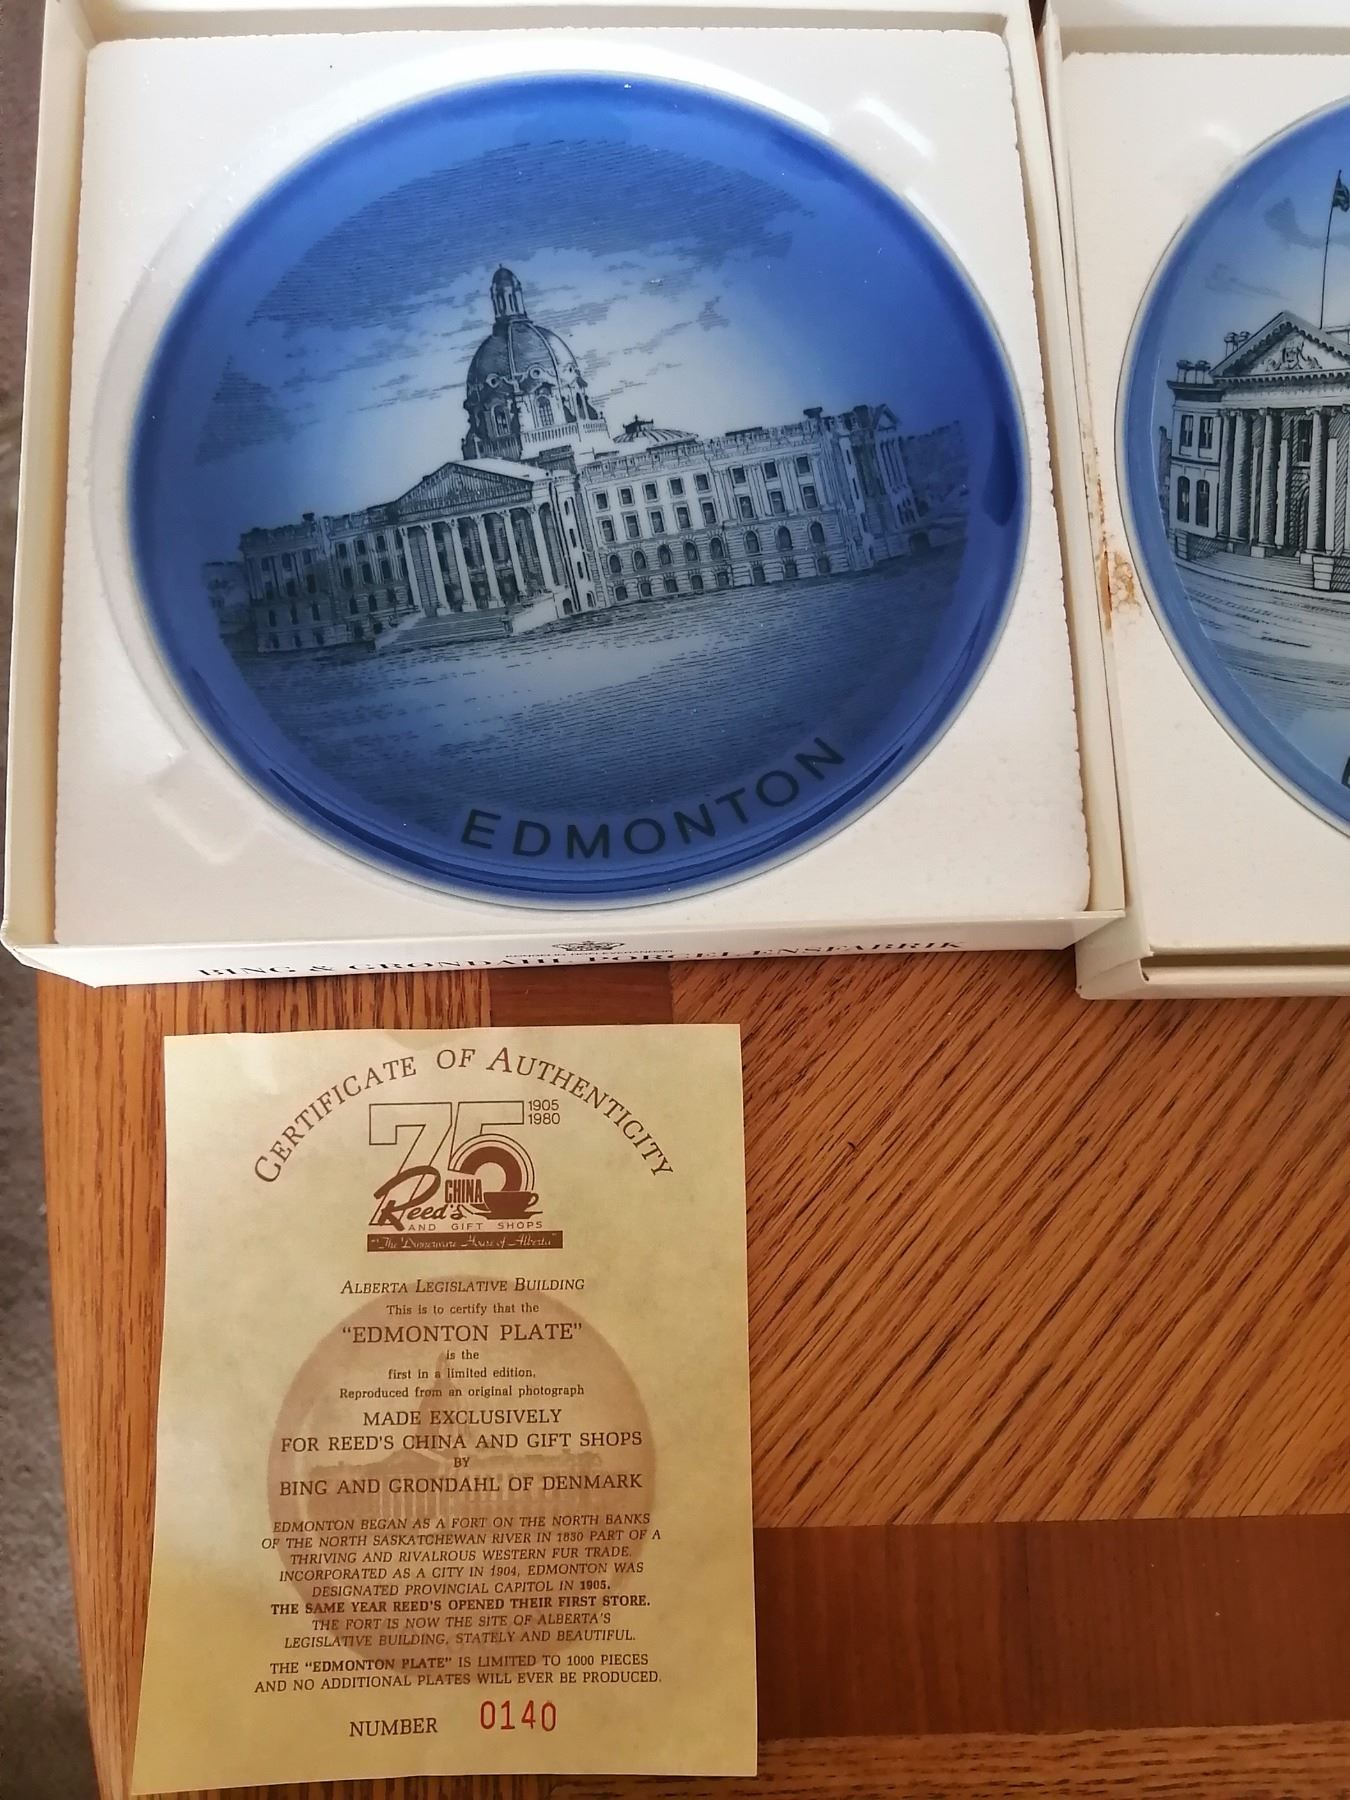 EDMONTON
BING & GRONDAHL PORCELÆNSFABRIK
CERTIFICATE OF AUTHENTICITY
75
1905
1980
Reed's CHINA
AND GIFT SHOPS
"The Dinnerware House of Alberta"
ALBERTA LEGISLATIVE BUILDING
This is to certify that the
“EDMONTON PLATE”
is the
first in a limited edition,
Reproduced from an original photograph
MADE EXCLUSIVELY
FOR REED'S CHINA AND GIFT SHOPS
BY
BING AND GRONDAHL OF DENMARK
EDMONTON BEGAN AS A FORT ON THE NORTH BANKS
OF THE NORTH SASKATCHEWAN RIVER IN 1830 PART OF A
THRIVING AND RIVALROUS WESTERN FUR TRADE.
INCORPORATED AS A CITY IN 1904, EDMONTON WAS
DESIGNATED PROVINCIAL CAPITOL IN 1905.
THE SAME YEAR REED'S OPENED THEIR FIRST STORE.
THE FORT IS NOW THE SITE OF ALBERTA'S
LEGISLATIVE BUILDING, STATELY AND BEAUTIFUL.
THE “EDMONTON PLATE” IS LIMITED TO 1000 PIECES
AND NO ADDITIONAL PLATES WILL EVER BE PRODUCED.
NUMBER 0140